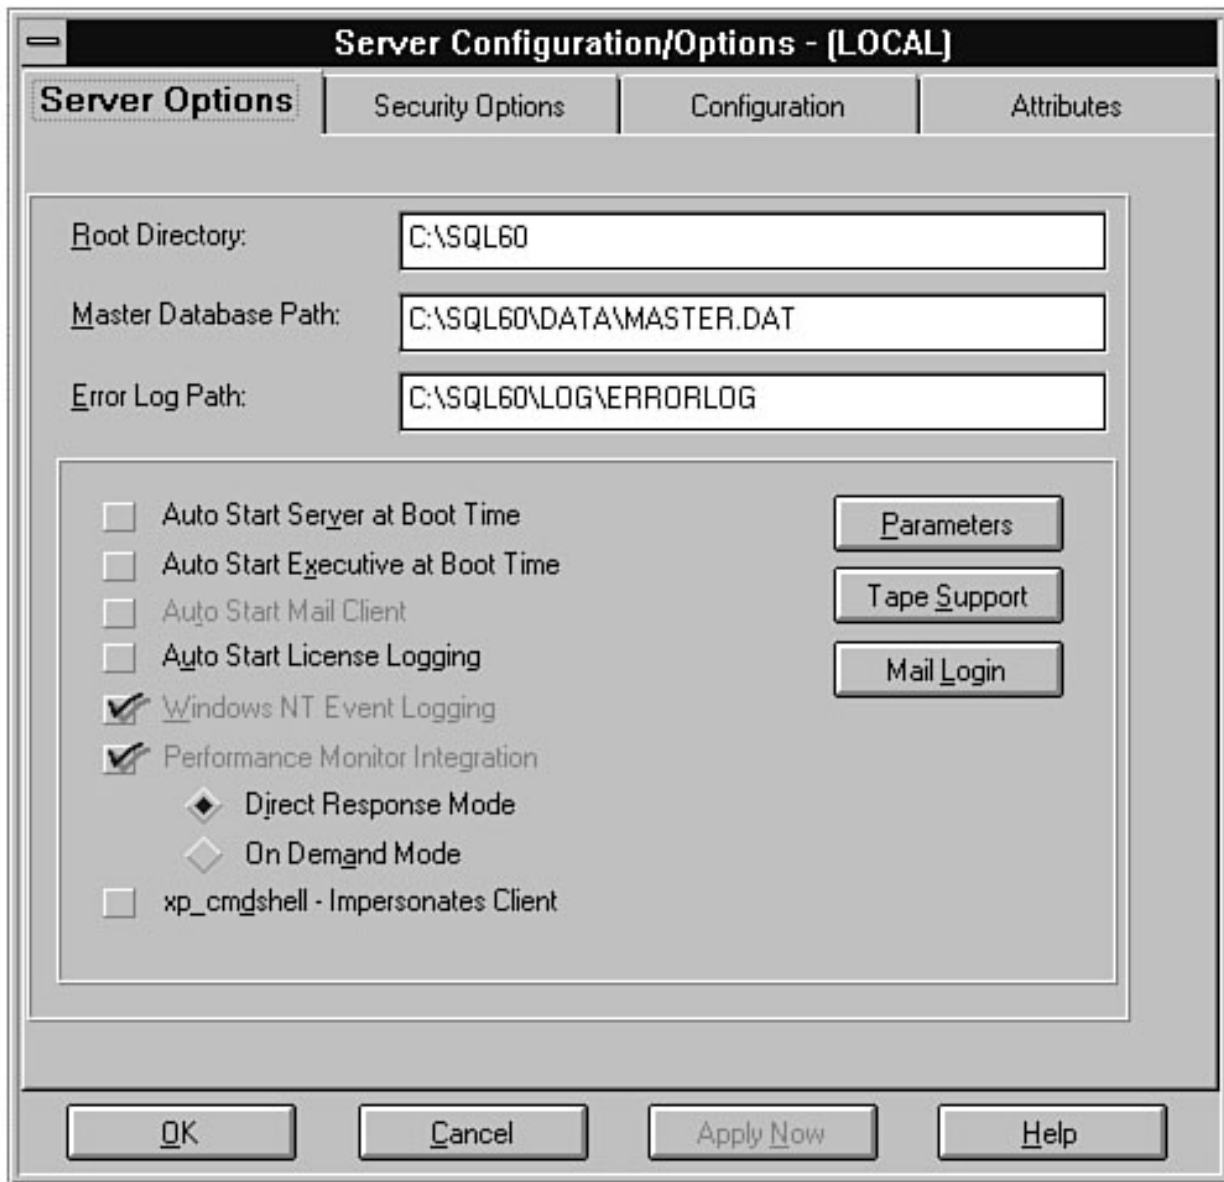 Server Configuration/Options - (LOCAL)
Server Options Security Options Configuration Attributes
Root Directory: C:\SQL60
Master Database Path: C:\SQL60\DATA\MASTER.DAT
Error Log Path: C:\SQL60\LOG\ERRORLOG
Auto Start Server at Boot Time
Parameters
Auto Start Executive at Boot Time
Tape Support
Auto Start Mail Client
Auto Start License Logging
Mail Login
Windows NT Event Logging
Performance Monitor Integration
Direct Response Mode
On Demand Mode
xp_cmdshell - Impersonates Client
OK Cancel Apply Now Help